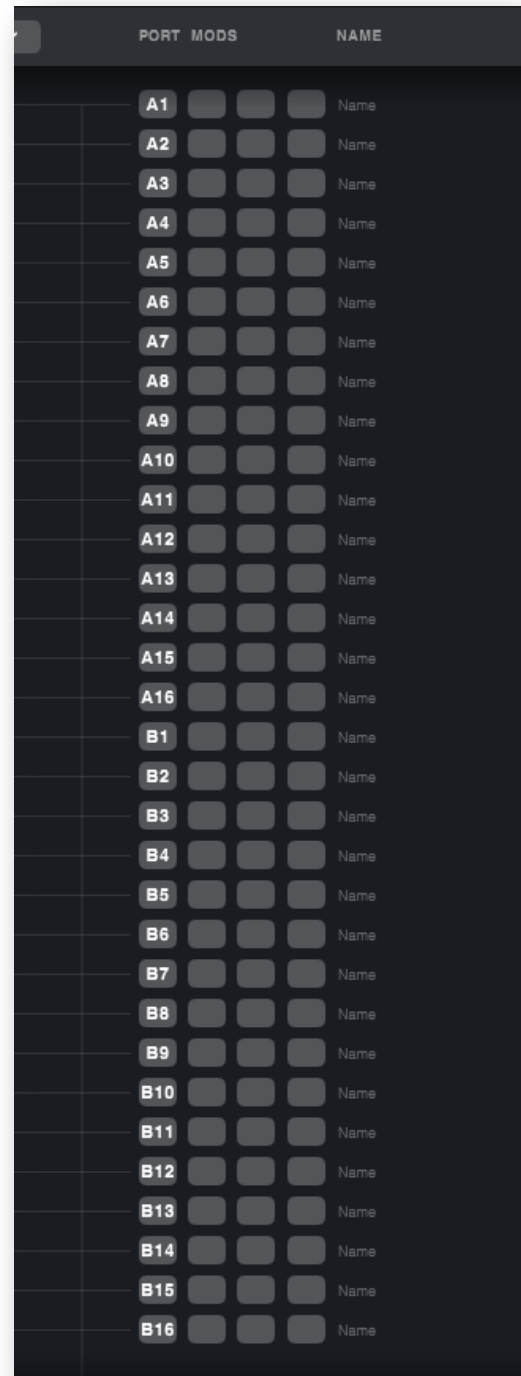 PORT MODS NAME
A1 Name
A2 Name
A3 Name
A4 Name
A5 Name
A6 Name
A7 Name
A8 Name
A9 Name
A10 Name
A11 Name
A12 Name
A13 Name
A14 Name
A15 Name
A16 Name
B1 Name
B2 Name
B3 Name
B4 Name
B5 Name
B6 Name
B7 Name
B8 Name
B9 Name
B10 Name
B11 Name
B12 Name
B13 Name
B14 Name
B15 Name
B16 Name